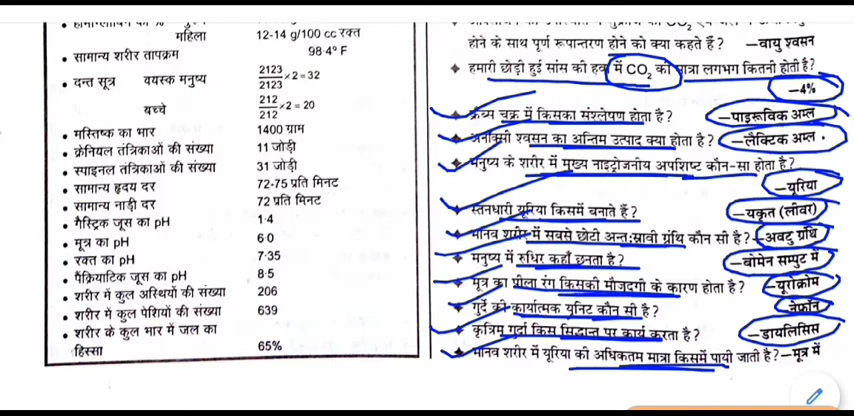 महिला 12-14 g/100 cc रक्त
• सामान्य शरीर तापक्रम 98·4° F
• दन्त सूत्र वयस्क मनुष्य 2123/2123 ×2=32
बच्चे 212/212 ×2=20
• मस्तिष्क का भार 1400 ग्राम
• क्रेनियल तंत्रिकाओं की संख्या 11 जोड़ी
• स्पाइनल तंत्रिकाओं की संख्या 31 जोड़ी
• सामान्य हृदय दर 72-75 प्रति मिनट
• सामान्य नाड़ी दर 72 प्रति मिनट
• गैस्ट्रिक जूस का pH 1·4
• मूत्र का pH 6·0
• रक्त का pH 7·35
• पैंक्रियाटिक जूस का pH 8·5
• शरीर में कुल अस्थियों की संख्या 206
• शरीर में कुल पेशियों की संख्या 639
• शरीर के कुल भार में जल का
हिस्सा 65%
होने के साथ पूर्ण रूपान्तरण होने को क्या कहते हैं? —वायु श्वसन
हमारी छोड़ी हुई सांस की हवा में CO₂ की मात्रा लगभग कितनी होती है?
—4%
क्रैब्स चक्र में किसका संश्लेषण होता है? —पाइरूविक अम्ल
अनॉक्सी श्वसन का अन्तिम उत्पाद क्या होता है? —लैक्टिक अम्ल
मनुष्य के शरीर में मुख्य नाइट्रोजनीय अपशिष्ट कौन-सा होता है?
—यूरिया
स्तनधारी यूरिया किसमें बनाते हैं? —यकृत (लीवर)
मानव शरीर में सबसे छोटी अन्तःस्रावी ग्रंथि कौन सी है? —अवटु ग्रंथि
मनुष्य में रुधिर कहाँ छनता है? —बोमेन सम्पुट में
मूत्र का पीला रंग किसकी मौजदगी के कारण होता है? —यूरोक्रोम
गुर्दे की कार्यात्मक यूनिट कौन सी है? —नेफ्रॉन
कृत्रिम गुर्दा किस सिद्धान्त पर कार्य करता है? —डायलिसिस
मानव शरीर में यूरिया की अधिकतम मात्रा किसमें पायी जाती है?—मूत्र में